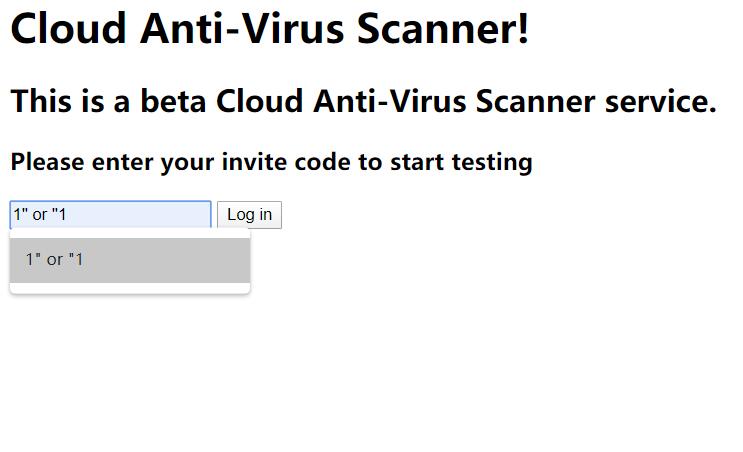 Cloud Anti-Virus Scanner!
This is a beta Cloud Anti-Virus Scanner service.
Please enter your invite code to start testing
1" or "1 Log in
1" or "1